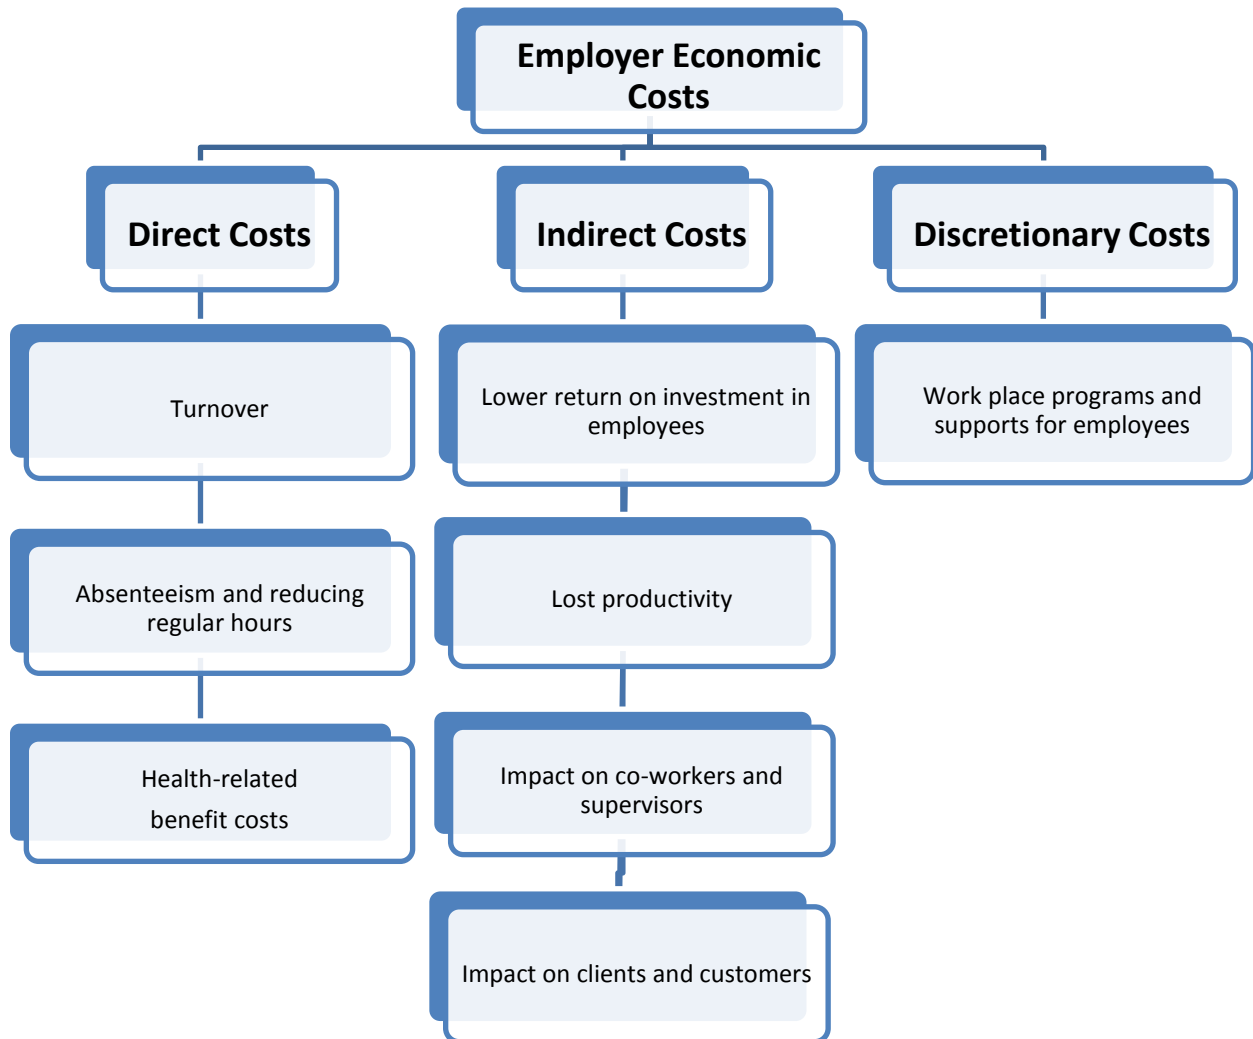 Employer Economic
Costs
Direct Costs
Indirect Costs
Discretionary Costs
Turnover
Lower return on investment in
employees
Work place programs and
supports for employees
Absenteeism and reducing
regular hours
Lost productivity
Health-related
benefit costs
Impact on co-workers and
supervisors
Impact on clients and customers